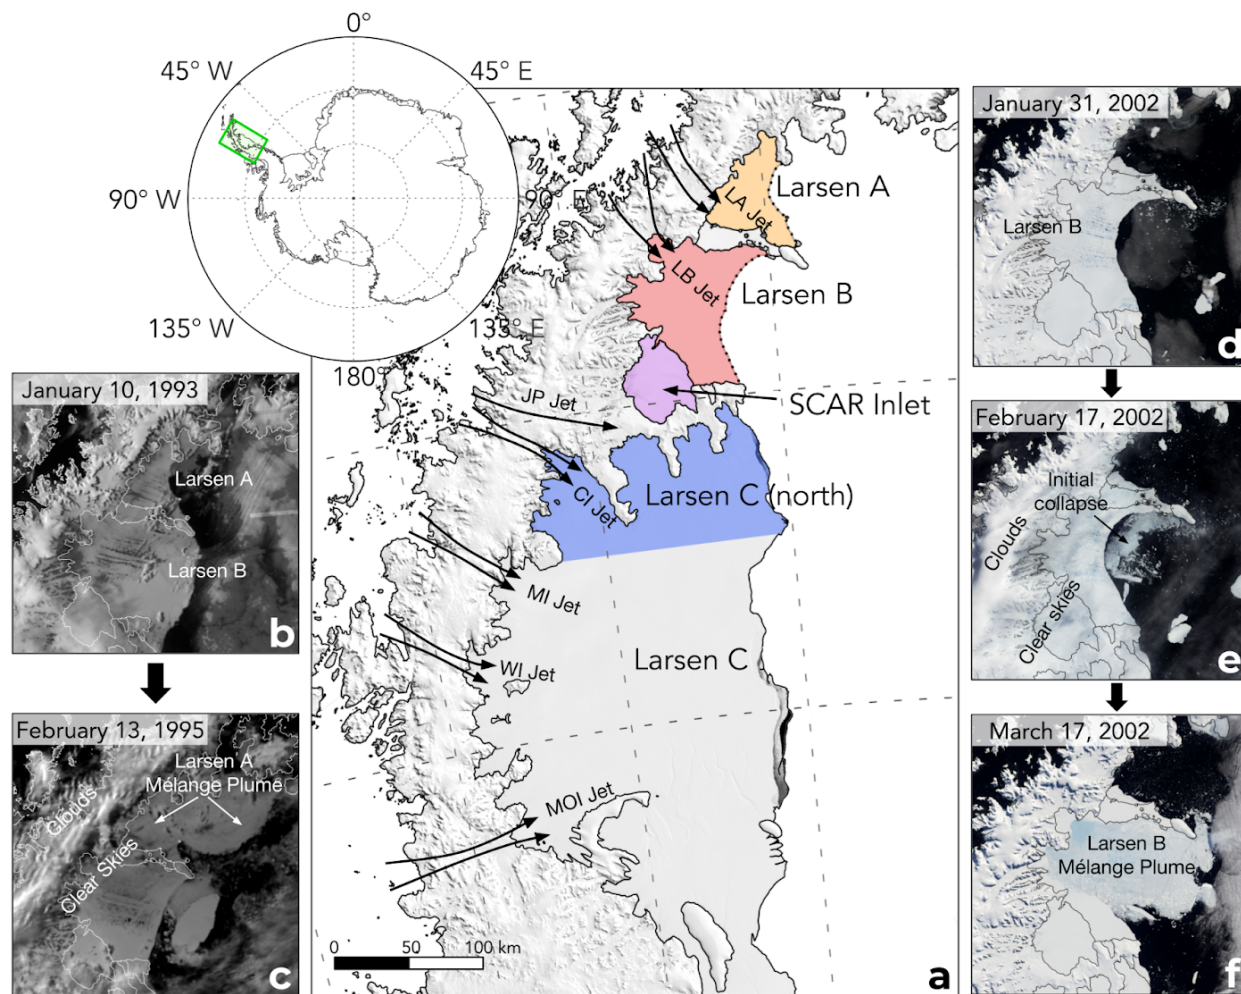 0°
45° W
45° E
90° W
90° E
135° W
135° E
180°
Larsen A
LA Jet
LB Jet
Larsen B
JP Jet
SCAR Inlet
CI Jet
Larsen C (north)
MI Jet
WI Jet
Larsen C
MOI Jet
0 50 100 km
a
January 10, 1993
Larsen A
Larsen B
b
February 13, 1995
Larsen A
Mélange Plume
Clouds
Clear Skies
c
January 31, 2002
Larsen B
d
February 17, 2002
Initial
collapse
Clouds
Clear skies
e
March 17, 2002
Larsen B
Mélange Plume
f